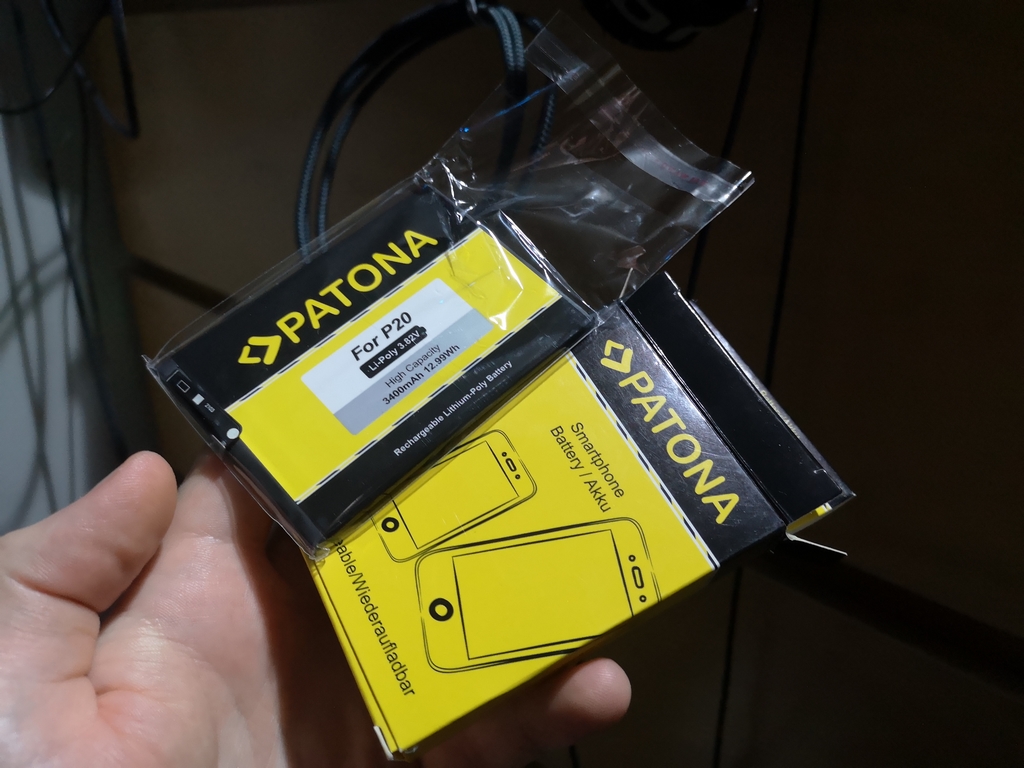 PATONA
For P20
Li-Poly 3.82V
High Capacity
3400mAh 12.99Wh
Rechargeable Lithium-Poly Battery
PATONA
Smartphone
Battery / Akku
eable/Wiederaufladbar